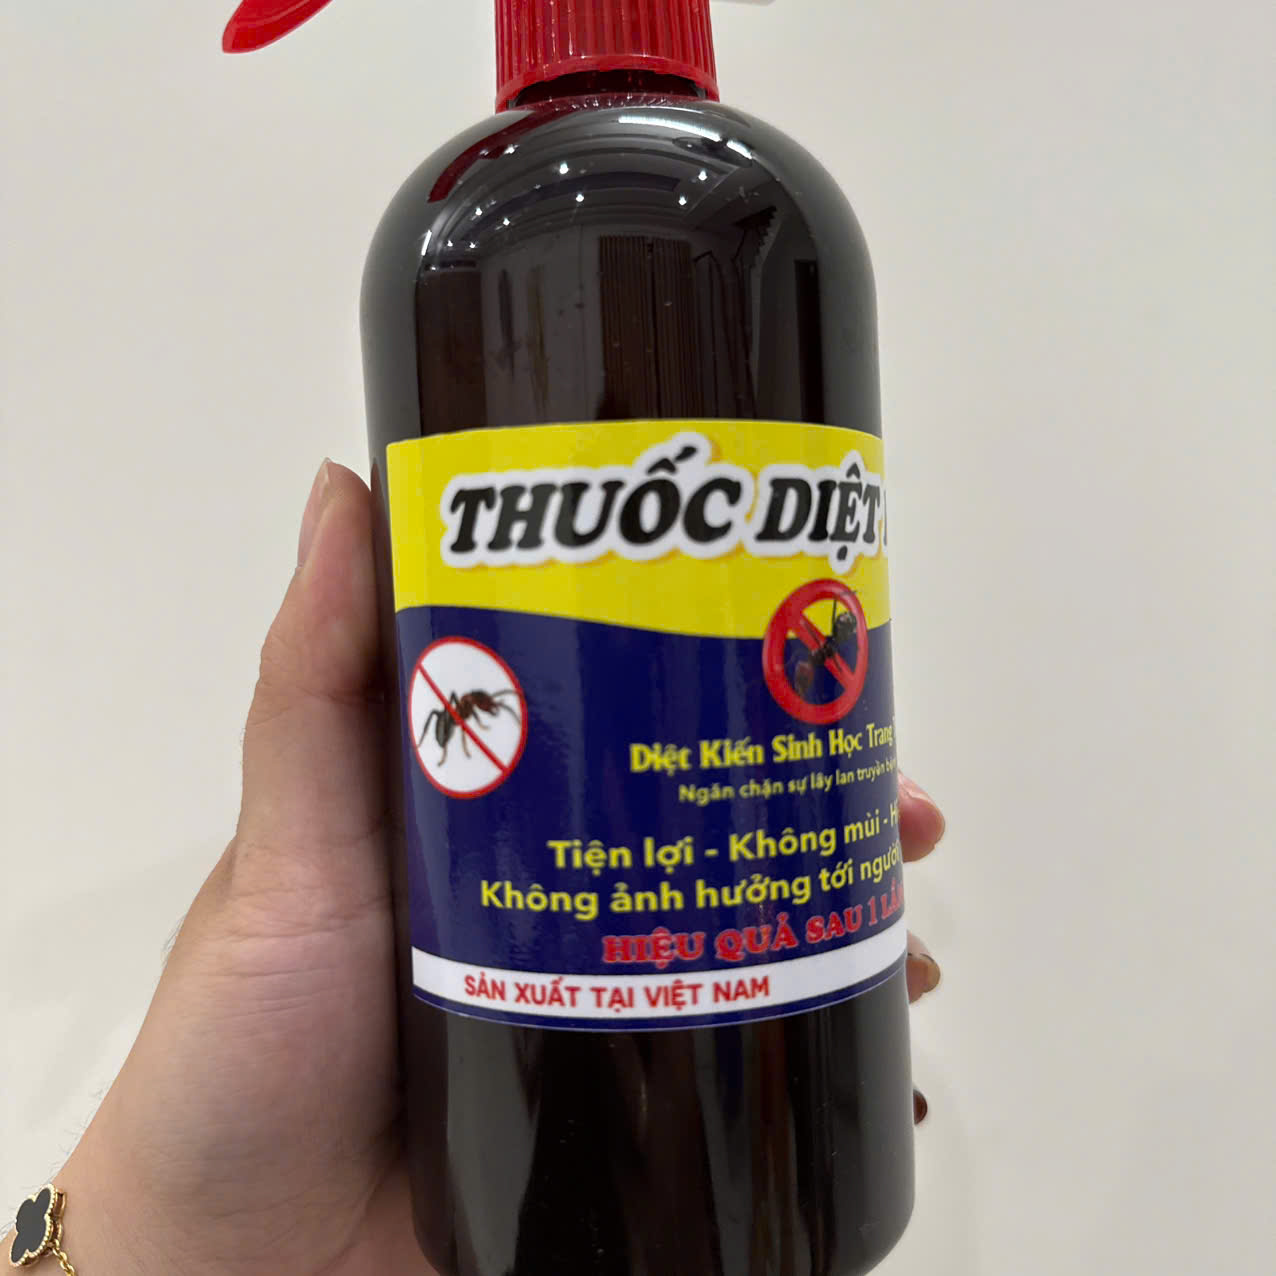 THUỐC DIỆT
Diệt Kiến Sinh Học Trang
Ngăn chặn sự lây lan truyền
Tiện lợi - Không mùi -
Không ảnh hưởng tới người
HIỆU QUẢ SAU 1 LẦN
SẢN XUẤT TẠI VIỆT NAM